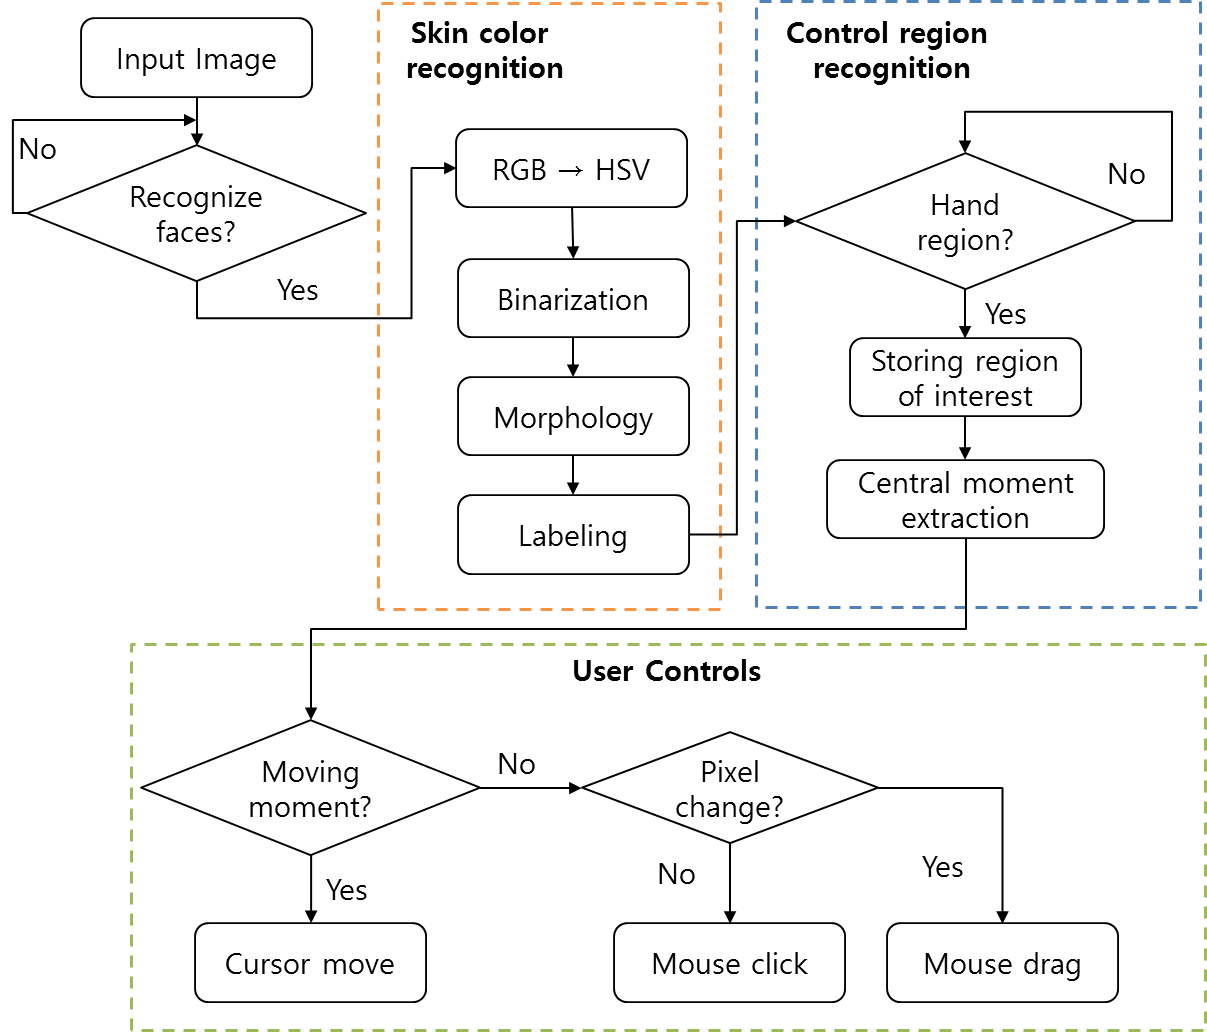 Input Image
No
Recognize
faces?
Yes
Skin color
recognition
RGB → HSV
Binarization
Morphology
Labeling
Control region
recognition
Hand
region?
No
Yes
Storing region
of interest
Central moment
extraction
User Controls
Moving
moment?
No
Yes
Cursor move
Pixel
change?
No
Yes
Mouse click
Mouse drag